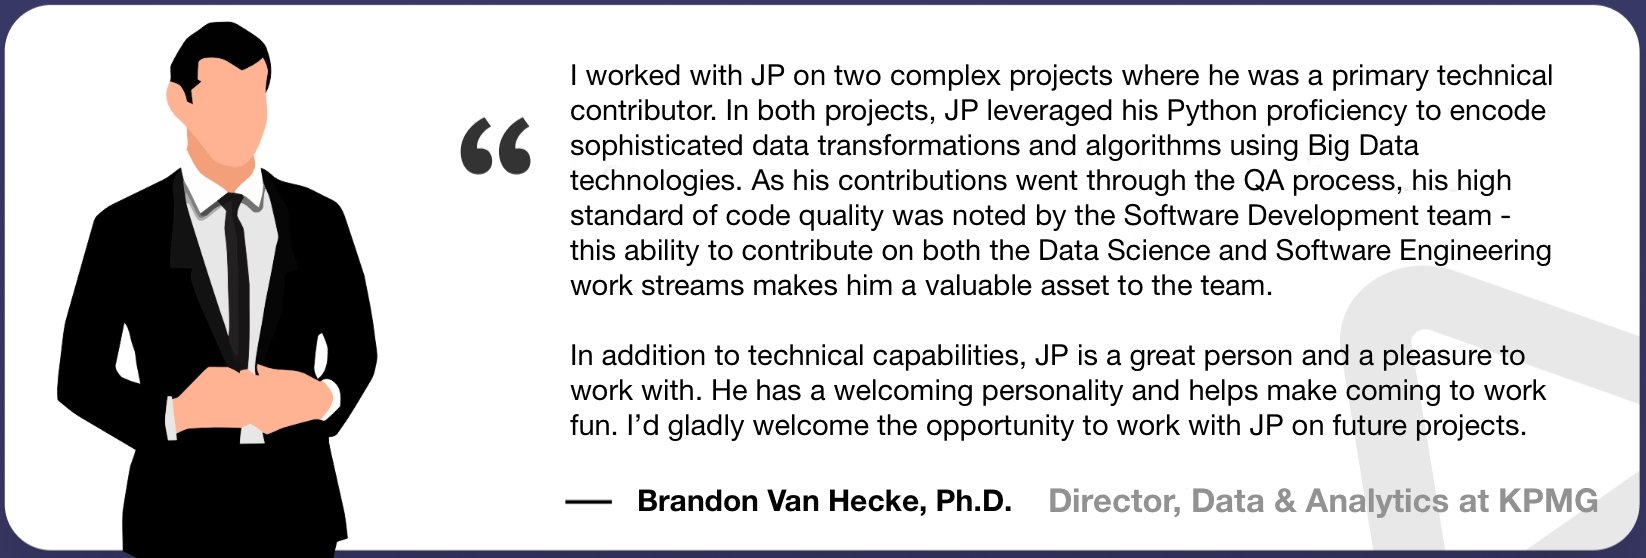 “
I worked with JP on two complex projects where he was a primary technical
contributor. In both projects, JP leveraged his Python proficiency to encode
sophisticated data transformations and algorithms using Big Data
technologies. As his contributions went through the QA process, his high
standard of code quality was noted by the Software Development team -
this ability to contribute on both the Data Science and Software Engineering
work streams makes him a valuable asset to the team.
In addition to technical capabilities, JP is a great person and a pleasure to
work with. He has a welcoming personality and helps make coming to work
fun. I’d gladly welcome the opportunity to work with JP on future projects.
— Brandon Van Hecke, Ph.D. Director, Data & Analytics at KPMG